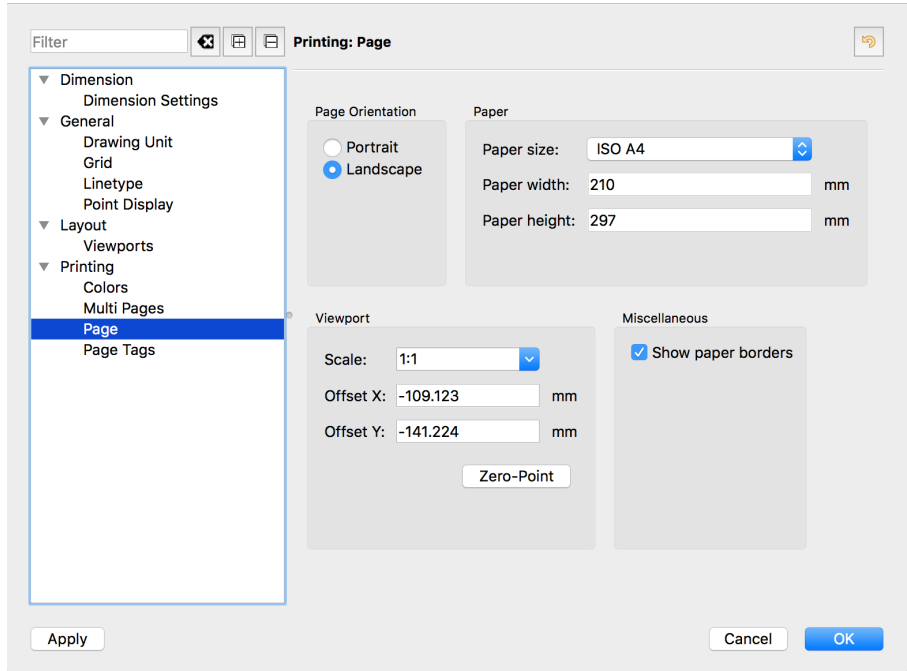 Filter
Printing: Page
Dimension
Dimension Settings
General
Drawing Unit
Grid
Linetype
Point Display
Layout
Viewports
Printing
Colors
Multi Pages
Page
Page Tags
Page Orientation
Portrait
Landscape
Paper
Paper size: ISO A4
Paper width: 210 mm
Paper height: 297 mm
Viewport
Scale: 1:1
Offset X: -109.123 mm
Offset Y: -141.224 mm
Zero-Point
Miscellaneous
Show paper borders
Apply
Cancel
OK